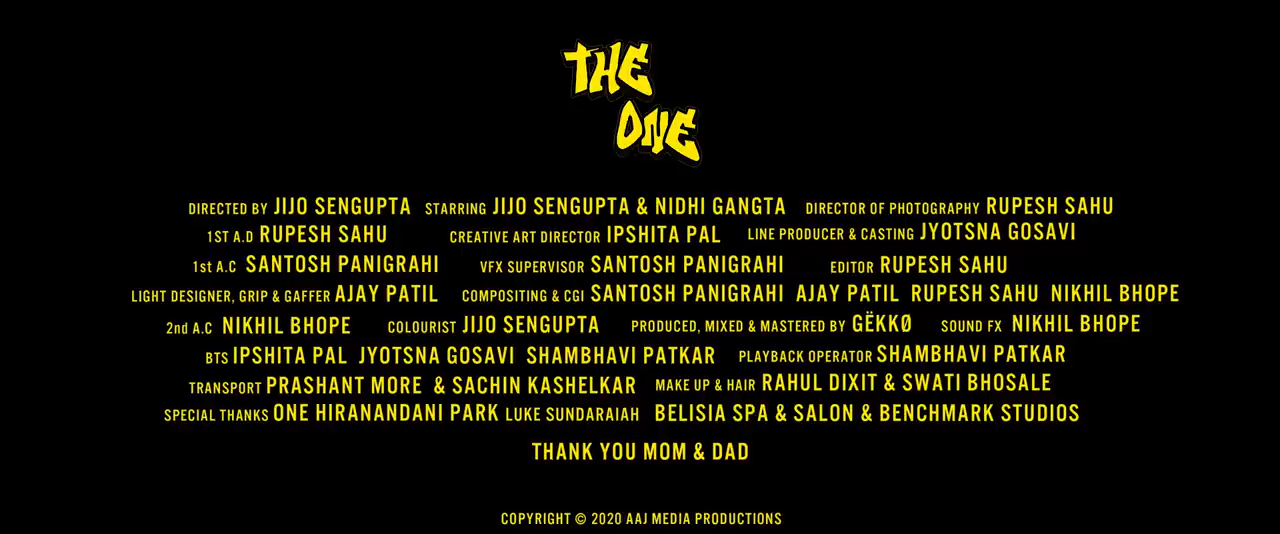 THE
ONE
DIRECTED BY JIJO SENGUPTA STARRING JIJO SENGUPTA & NIDHI GANGTA DIRECTOR OF PHOTOGRAPHY RUPESH SAHU
1ST A.D RUPESH SAHU CREATIVE ART DIRECTOR IPSHITA PAL LINE PRODUCER & CASTING JYOTSNA GOSAVI
1st A.C SANTOSH PANIGRAHI VFX SUPERVISOR SANTOSH PANIGRAHI EDITOR RUPESH SAHU
LIGHT DESIGNER, GRIP & GAFFER AJAY PATIL COMPOSITING & CGI SANTOSH PANIGRAHI AJAY PATIL RUPESH SAHU NIKHIL BHOPE
2nd A.C NIKHIL BHOPE COLOURIST JIJO SENGUPTA PRODUCED, MIXED & MASTERED BY GËKKØ SOUND FX NIKHIL BHOPE
BTS IPSHITA PAL JYOTSNA GOSAVI SHAMBHAVI PATKAR PLAYBACK OPERATOR SHAMBHAVI PATKAR
TRANSPORT PRASHANT MORE & SACHIN KASHELKAR MAKE UP & HAIR RAHUL DIXIT & SWATI BHOSALE
SPECIAL THANKS ONE HIRANANDANI PARK LUKE SUNDARAIAH BELISIA SPA & SALON & BENCHMARK STUDIOS
THANK YOU MOM & DAD
COPYRIGHT © 2020 AAJ MEDIA PRODUCTIONS